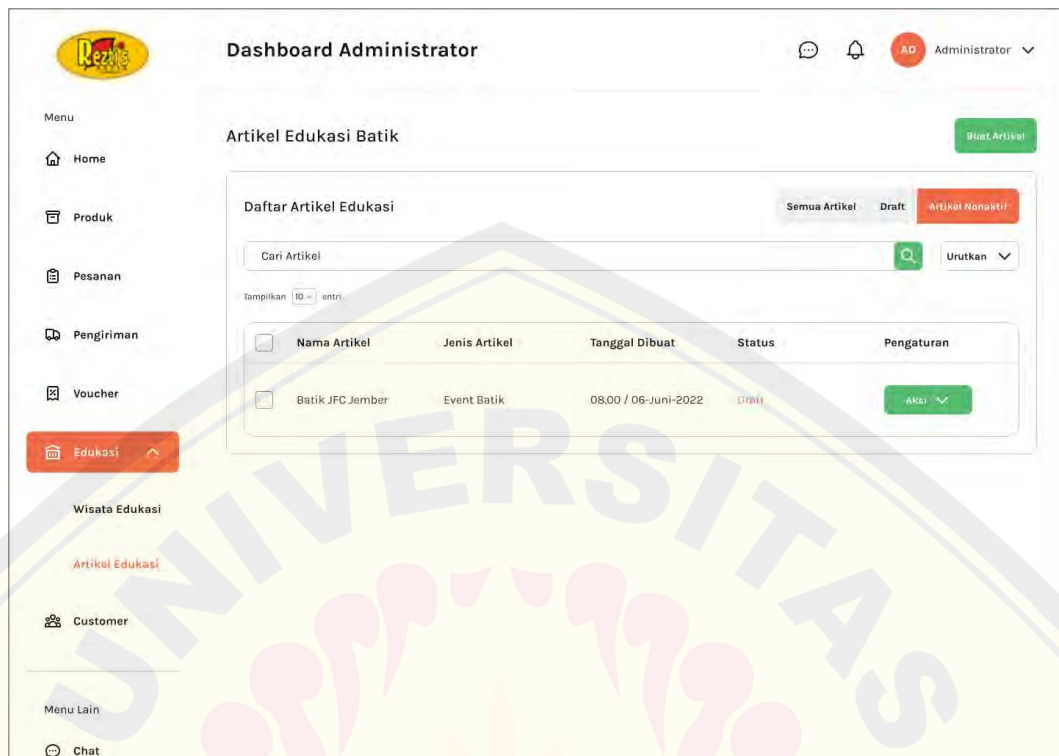 Rezti's
Dashboard Administrator
AD
Administrator
Menu
Home
Produk
Pesanan
Pengiriman
Voucher
Edukasi
Wisata Edukasi
Artikel Edukasi
Customer
Menu Lain
Chat
Artikel Edukasi Batik
Buat Artikel
Daftar Artikel Edukasi
Semua Artikel Draft Artikel Nonaktif
Cari Artikel
Urutkan
Tampilkan 10 entri
Nama Artikel Jenis Artikel Tanggal Dibuat Status Pengaturan
Batik JFC Jember Event Batik 08.00 / 06-Juni-2022 Draft Aksi
UNIVERSITAS